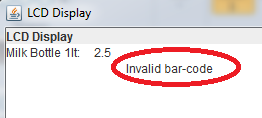 LCD Display
LCD Display
Milk Bottle 1lt: 2.5
Invalid bar-code